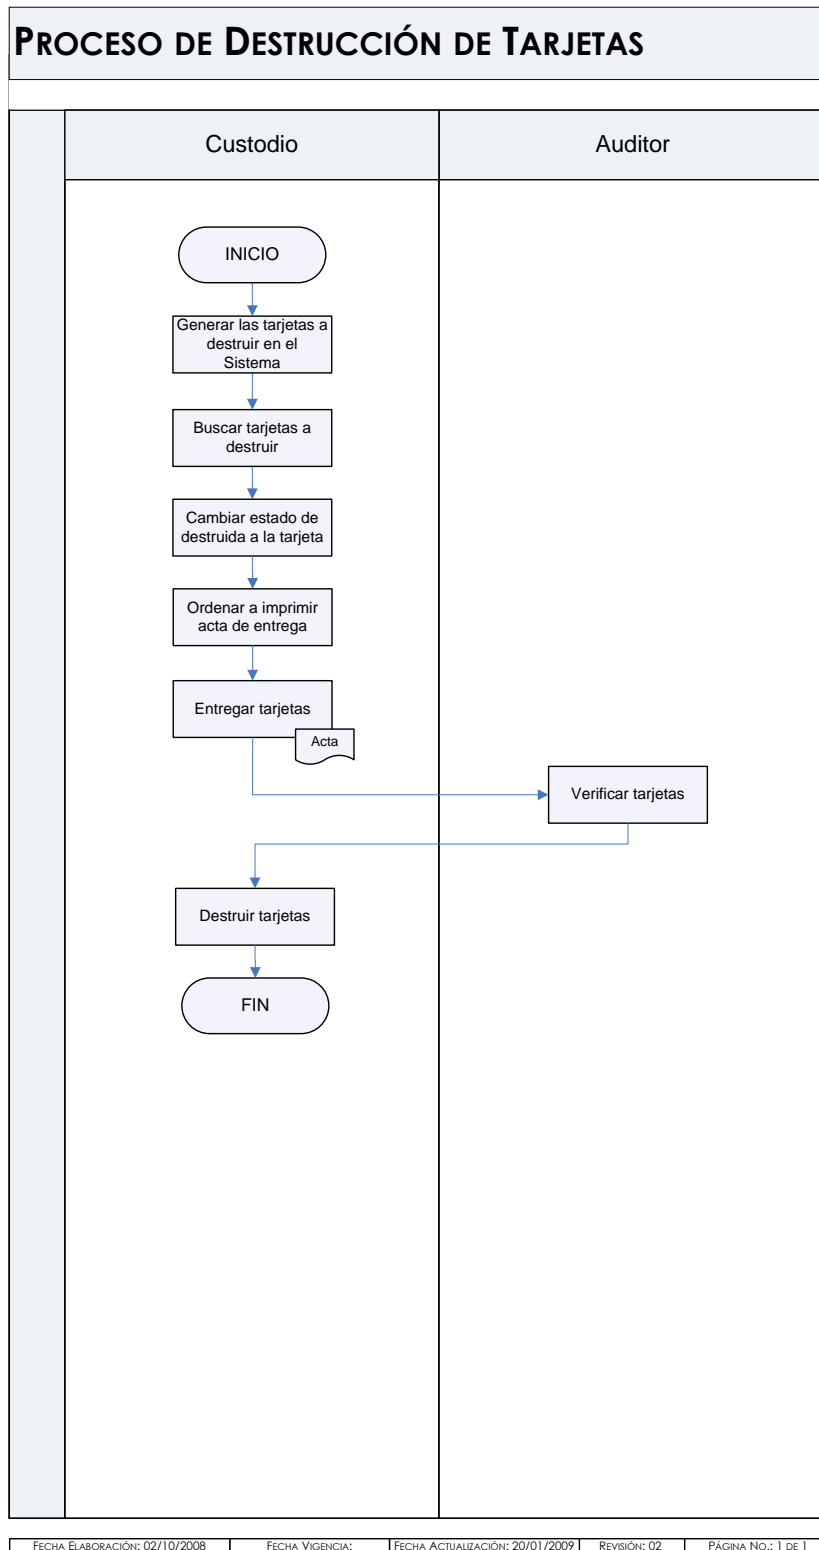 PROCESO DE DESTRUCCIÓN DE TARJETAS
Custodio
Auditor
INICIO
Generar las tarjetas a
destruir en el
Sistema
Buscar tarjetas a
destruir
Cambiar estado de
destruida a la tarjeta
Ordenar a imprimir
acta de entrega
Entregar tarjetas
Acta
Verificar tarjetas
Destruir tarjetas
FIN
FECHA ELABORACIÓN: 02/10/2008
FECHA VIGENCIA:
FECHA ACTUALIZACIÓN: 20/01/2009
REVISIÓN: 02
PÁGINA NO.: 1 DE 1